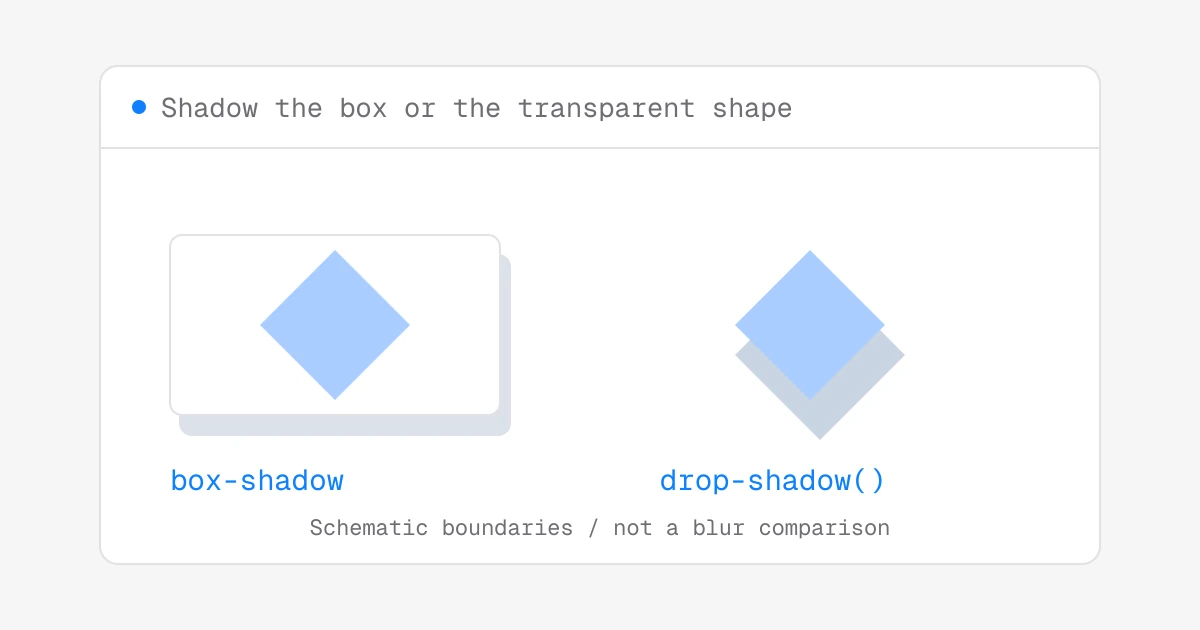 Shadow the box or the transparent shape
box-shadow
drop-shadow()
Schematic boundaries / not a blur comparison